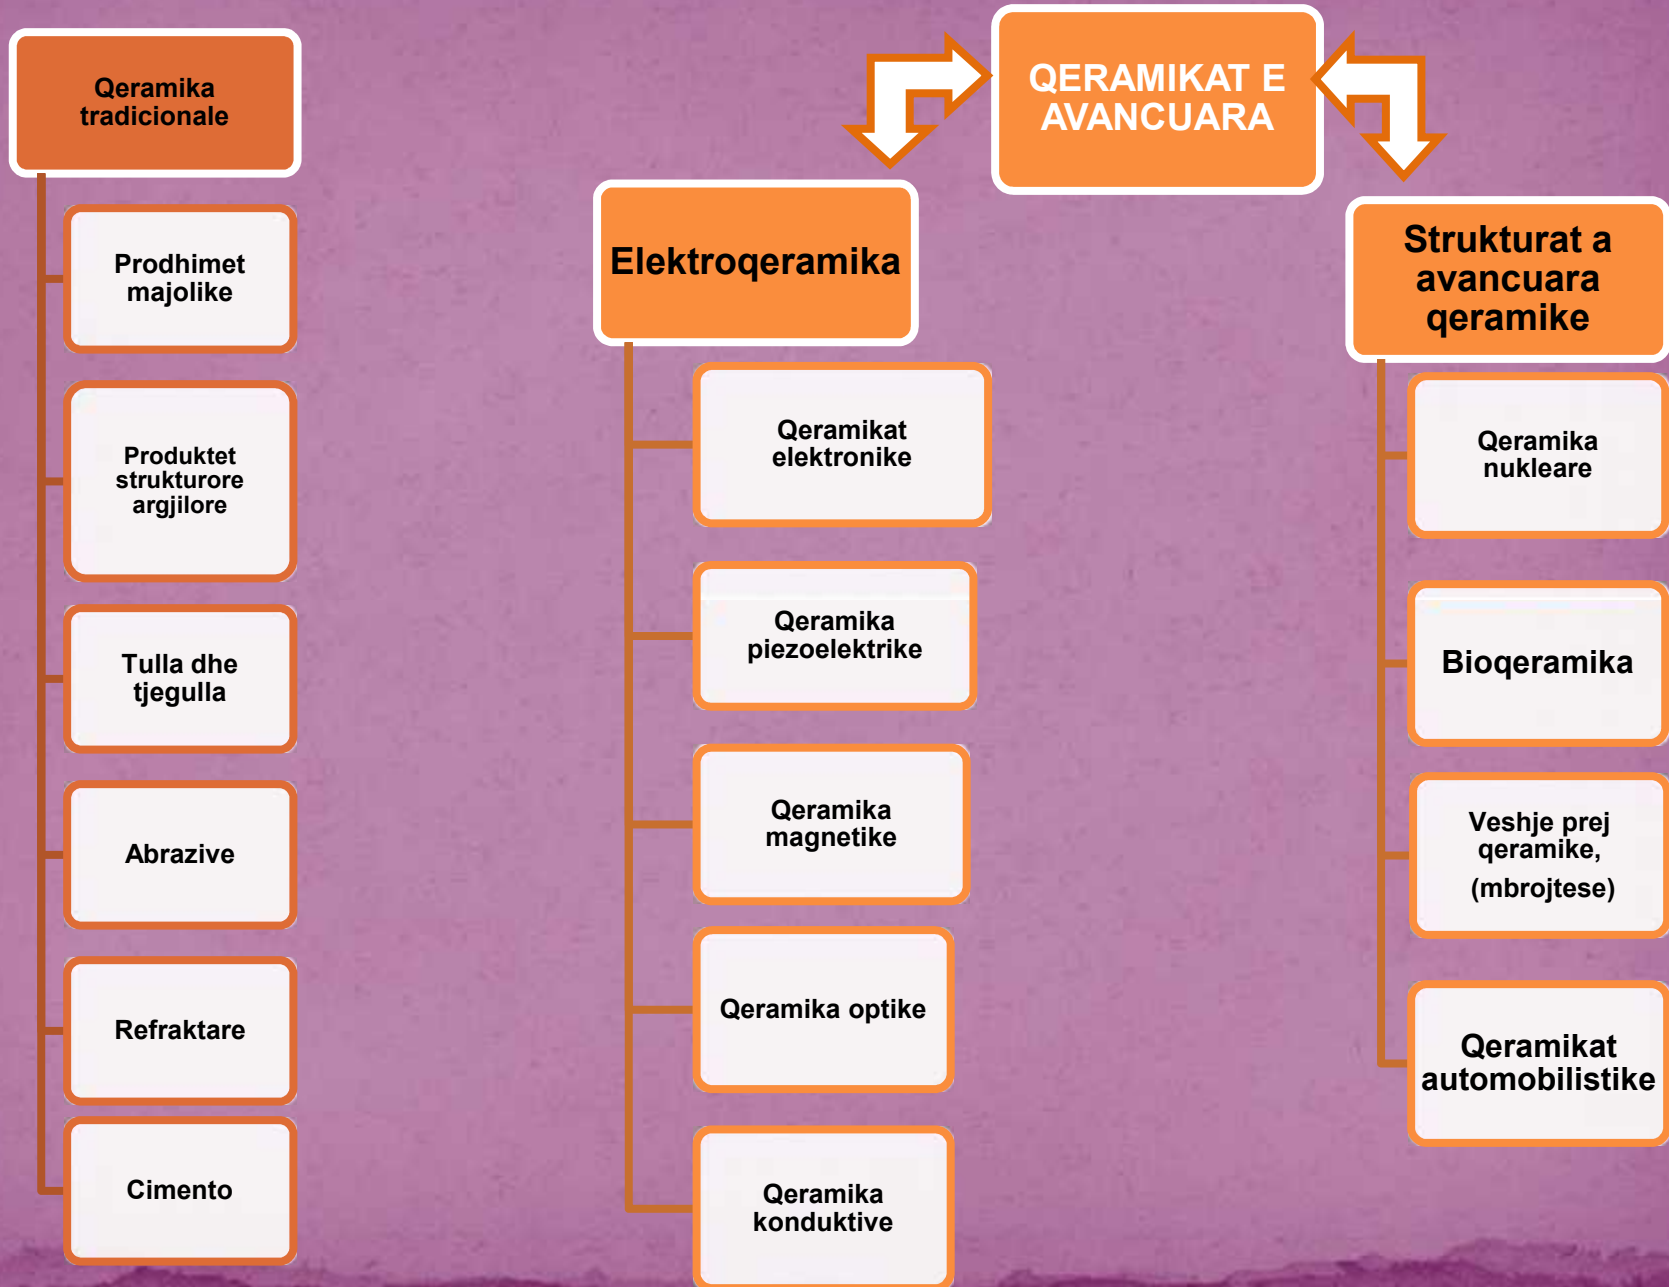 Qeramika
tradicionale
Prodhimet
majolike
Produktet
strukturore
argjilore
Tulla dhe
tjegulla
Abrazive
Refraktare
Cimento
QERAMIKAT E
AVANCUARA
Elektroqeramika
Qeramikat
elektronike
Qeramika
piezoelektrike
Qeramika
magnetike
Qeramika optike
Qeramika
konduktive
Strukturat a
avancuara
qeramike
Qeramika
nukleare
Bioqeramika
Veshje prej
qeramike,
(mbrojtese)
Qeramikat
automobilistike